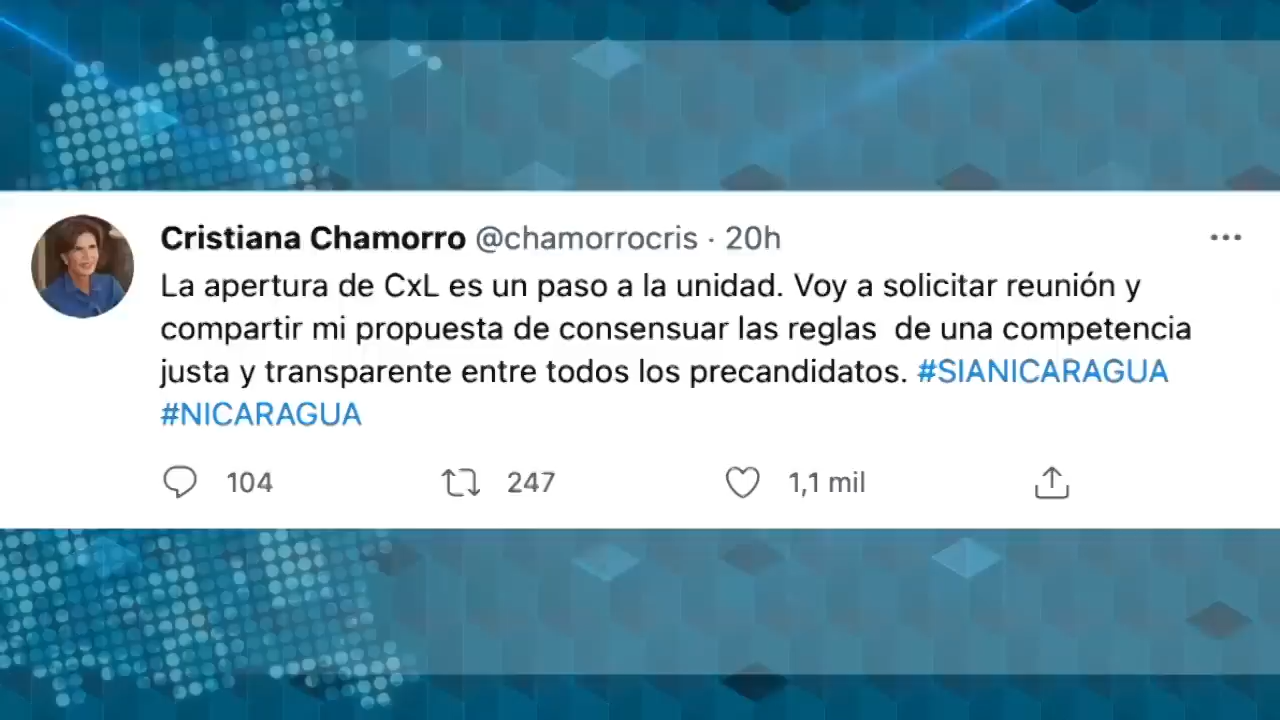 Cristiana Chamorro @chamorrocris · 20h
La apertura de CxL es un paso a la unidad. Voy a solicitar reunión y
compartir mi propuesta de consensuar las reglas  de una competencia
justa y transparente entre todos los precandidatos. #SIANICARAGUA
#NICARAGUA
104 247 1,1 mil